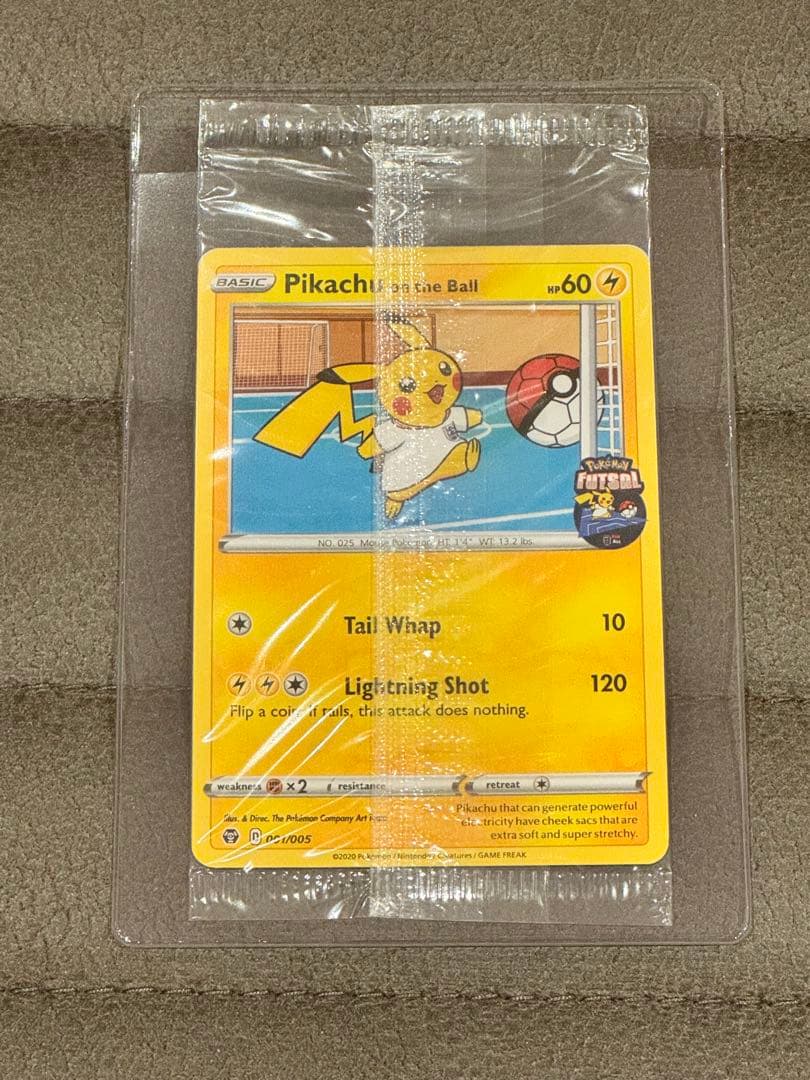 BASIC Pikachu on the Ball HP60
POKéMON
FUTSAL
NO. 025 Mouse Pokémon HT: 1'4" WT: 13.2 lbs.
Tail Whap 10
Lightning Shot 120
Flip a coin. If tails, this attack does nothing.
weakness ×2 resistance retreat
Illus. & Direc. The Pokémon Company Art
Pikachu that can generate powerful
electricity have cheek sacs that are
extra soft and super stretchy.
D 001/005
©2020 Pokémon / Nintendo / Creatures / GAME FREAK